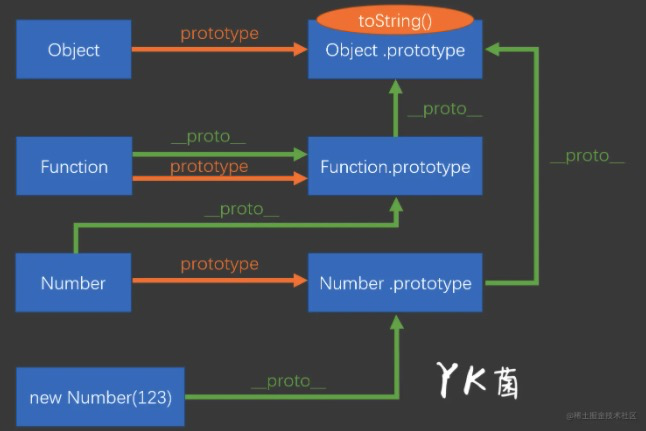 toString()
Object
prototype
Object .prototype
__proto__
__proto__
Function
prototype
Function.prototype
__proto__
__proto__
Number
prototype
Number .prototype
new Number(123)
__proto__
YK菌
@稀土掘金技术社区